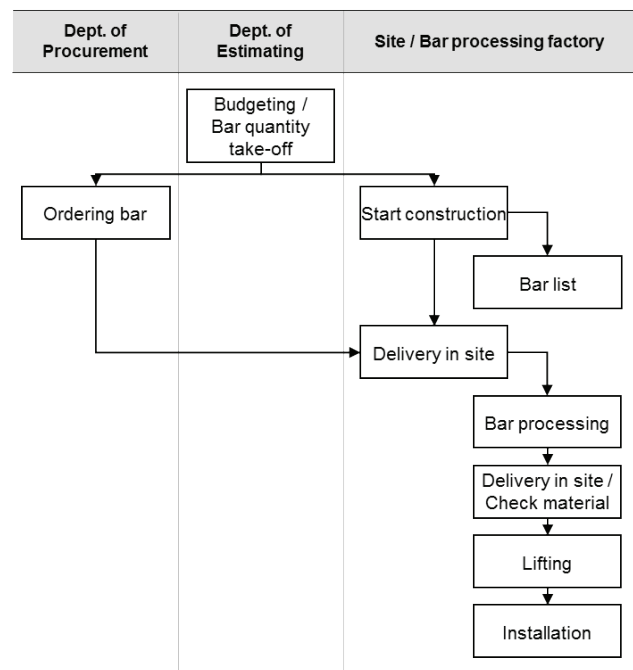 Dept. of
Procurement
Dept. of
Estimating
Site / Bar processing factory
Budgeting /
Bar quantity
take-off
Ordering bar
Start construction
Bar list
Delivery in site
Bar processing
Delivery in site /
Check material
Lifting
Installation